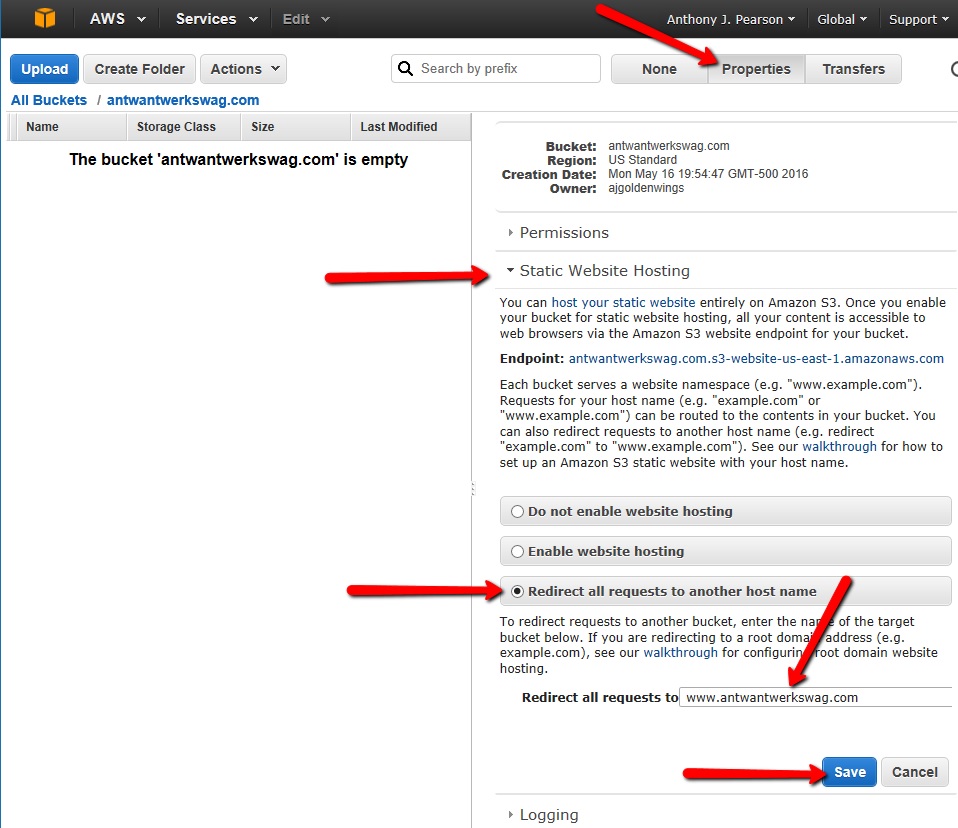 AWS Services Edit Anthony J. Pearson Global Support
Upload Create Folder Actions Search by prefix None Properties Transfers
All Buckets / antwantwerkswag.com
Name Storage Class Size Last Modified
The bucket 'antwantwerkswag.com' is empty
Bucket: antwantwerkswag.com
Region: US Standard
Creation Date: Mon May 16 19:54:47 GMT-500 2016
Owner: ajgoldenwings
Permissions
Static Website Hosting
You can host your static website entirely on Amazon S3. Once you enable
your bucket for static website hosting, all your content is accessible to
web browsers via the Amazon S3 website endpoint for your bucket.
Endpoint: antwantwerkswag.com.s3-website-us-east-1.amazonaws.com
Each bucket serves a website namespace (e.g. "www.example.com").
Requests for your host name (e.g. "example.com" or
"www.example.com") can be routed to the contents in your bucket. You
can also redirect requests to another host name (e.g. redirect
"example.com" to "www.example.com"). See our walkthrough for how to
set up an Amazon S3 static website with your host name.
Do not enable website hosting
Enable website hosting
Redirect all requests to another host name
To redirect requests to another bucket, enter the name of the target
bucket below. If you are redirecting to a root domain address (e.g.
example.com), see our walkthrough for configuring root domain website
hosting.
Redirect all requests to www.antwantwerkswag.com
Save Cancel
Logging